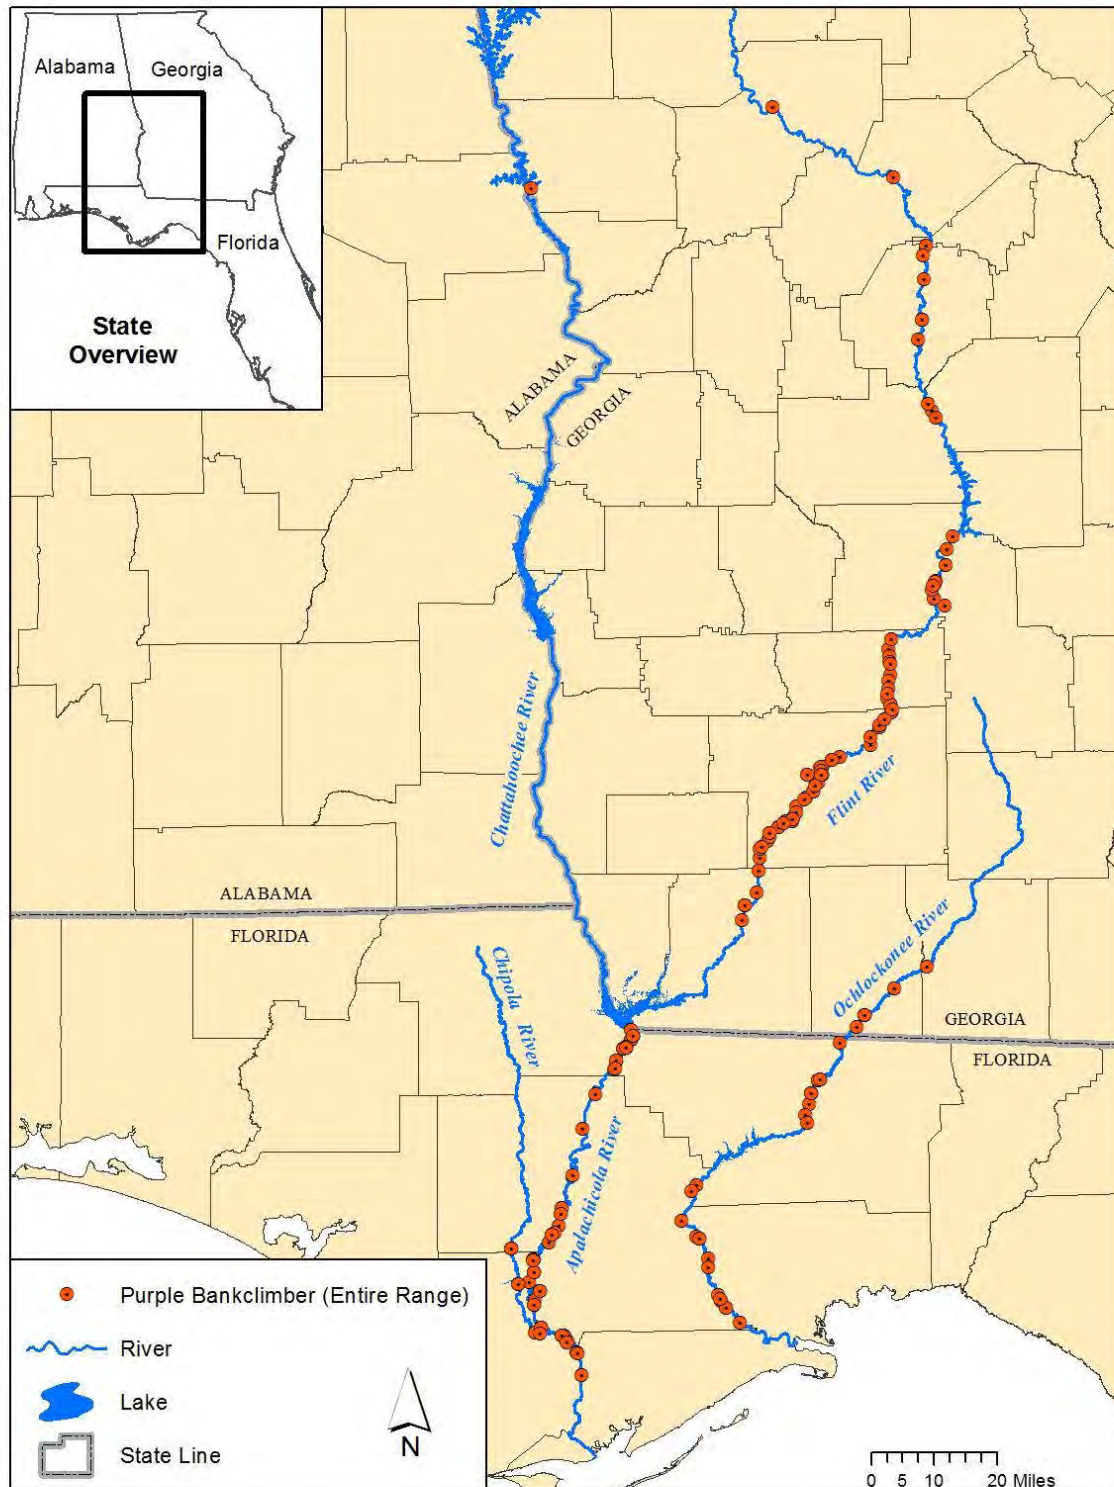 Alabama
Georgia
Florida
State
Overview
ALABAMA
GEORGIA
Chattahoochee River
Flint River
ALABAMA
FLORIDA
Chipola River
Ochlockonee River
GEORGIA
FLORIDA
Apalachicola River
Purple Bankclimber (Entire Range)
River
Lake
State Line
N
0 5 10 20 Miles